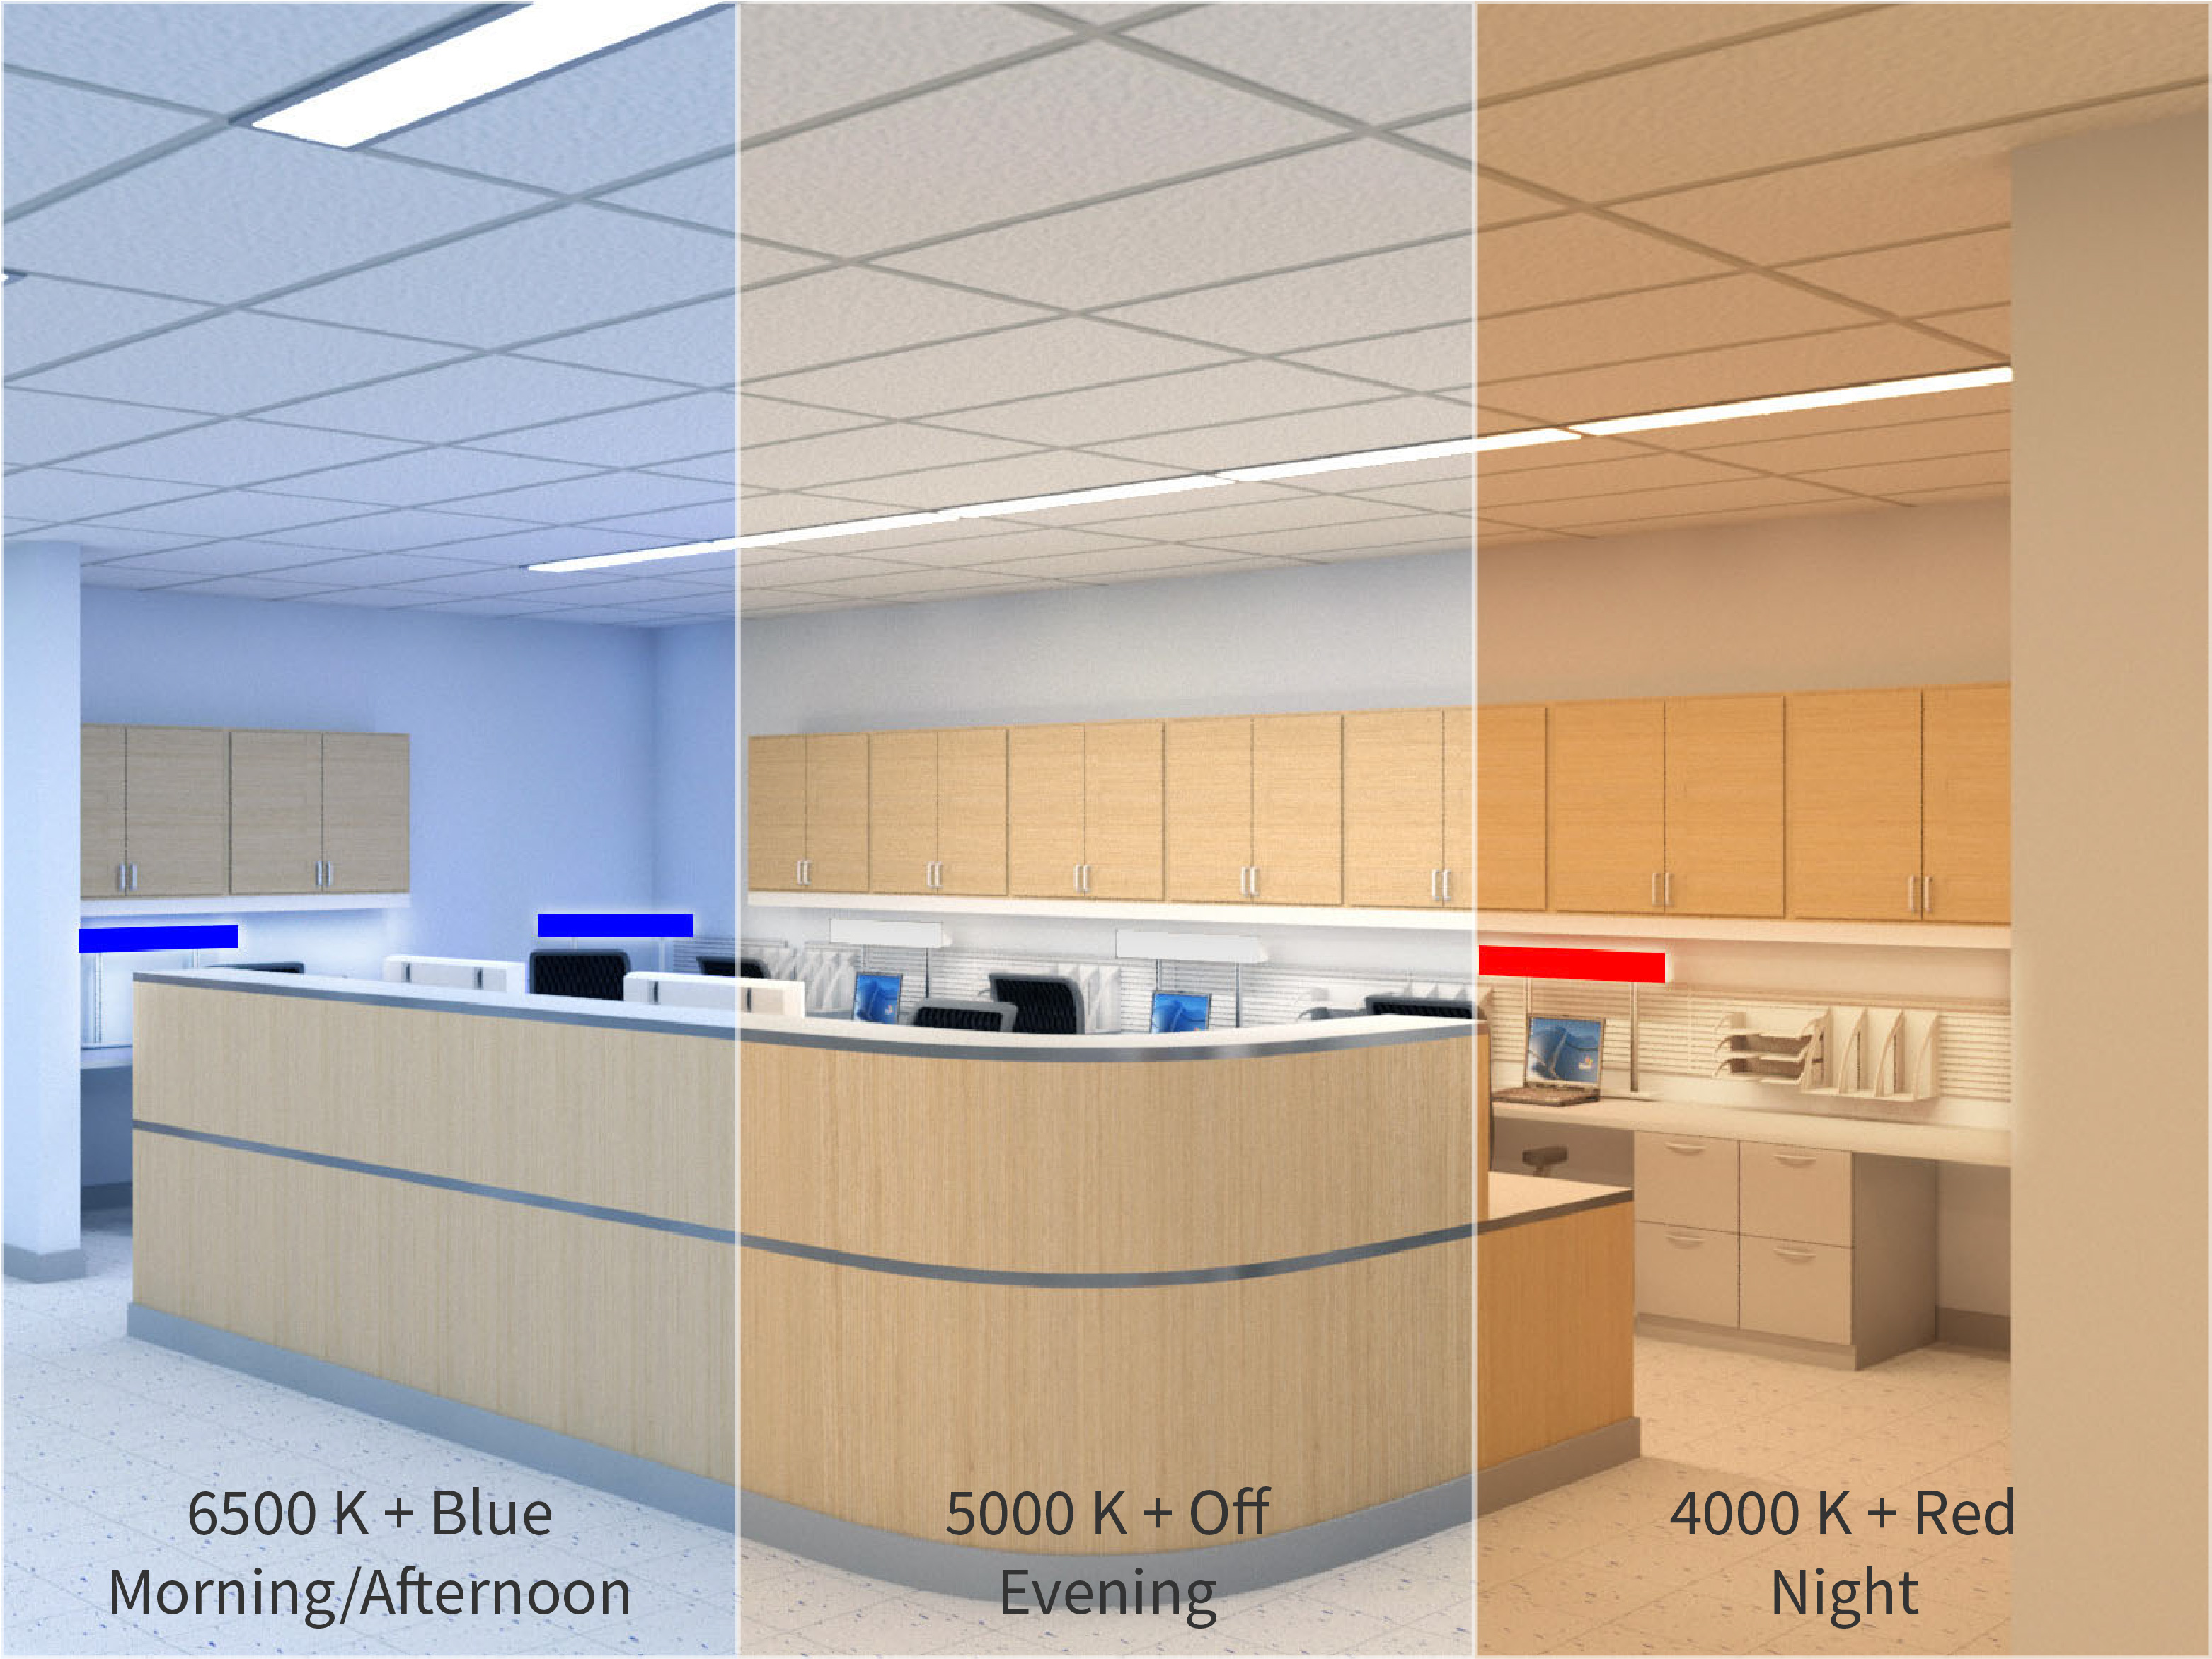 6500 K + Blue
Morning/Afternoon
5000 K + Off
Evening
4000 K + Red
Night